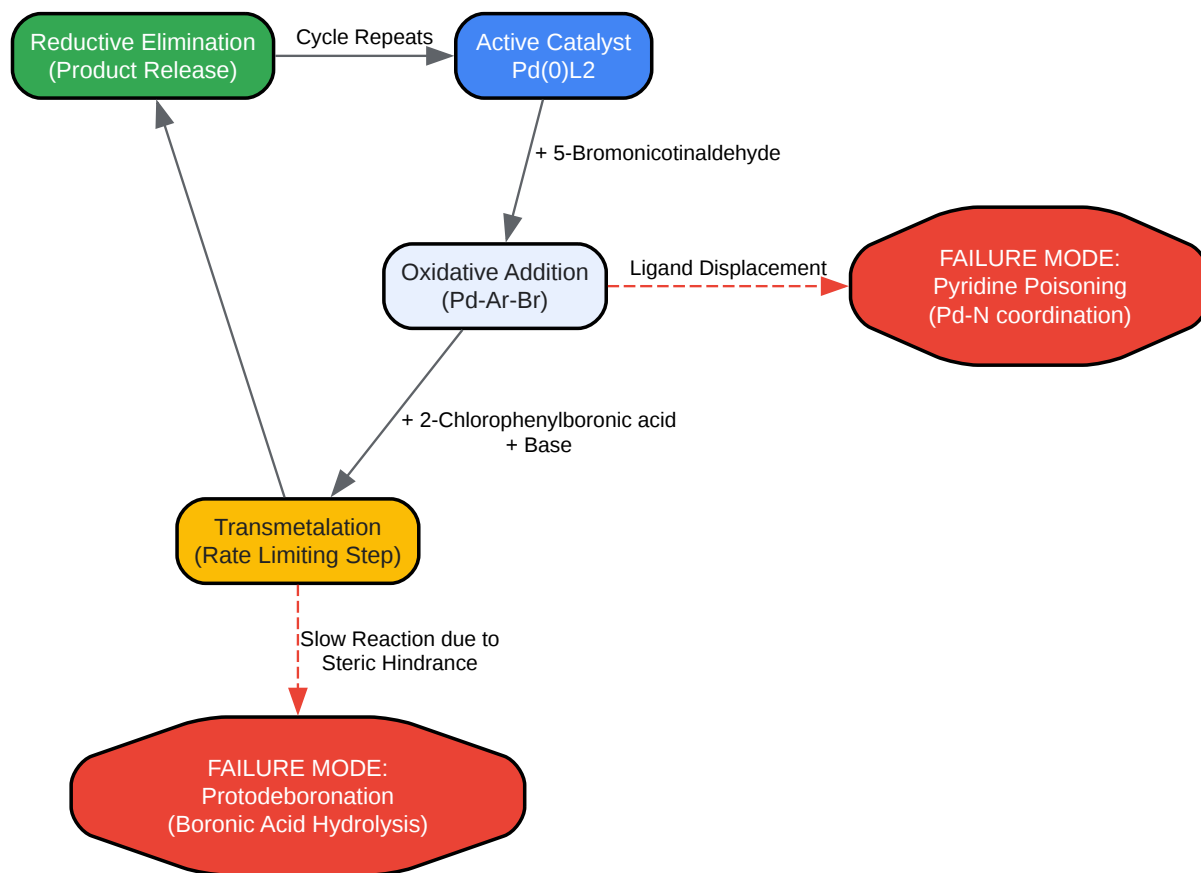 Reductive Elimination
(Product Release)
Cycle Repeats
Active Catalyst
Pd(0)L2
+ 5-Bromonicotinaldehyde
Oxidative Addition
(Pd-Ar-Br)
Ligand Displacement
FAILURE MODE:
Pyridine Poisoning
(Pd-N coordination)
+ 2-Chlorophenylboronic acid
+ Base
Transmetalation
(Rate Limiting Step)
Slow Reaction due to
Steric Hindrance
FAILURE MODE:
Protodeboronation
(Boronic Acid Hydrolysis)